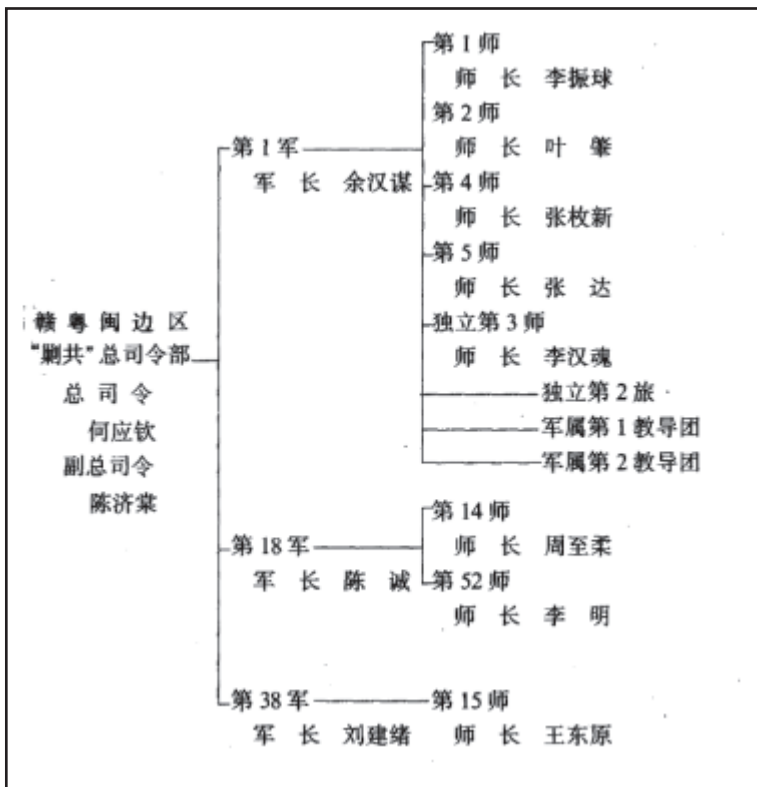 赣粤闽边区
“剿共”总司令部
总司令
何应钦
副总司令
陈济棠
第1军
军 长 余汉谋
第1师
师 长 李振球
第2师
师 长 叶 肇
第4师
师 长 张枚新
第5师
师 长 张 达
独立第3师
师 长 李汉魂
独立第2旅
军属第1教导团
军属第2教导团
第18军
军 长 陈 诚
第14师
师 长 周至柔
第52师
师 长 李 明
第38军
军 长 刘建绪
第15师
师 长 王东原